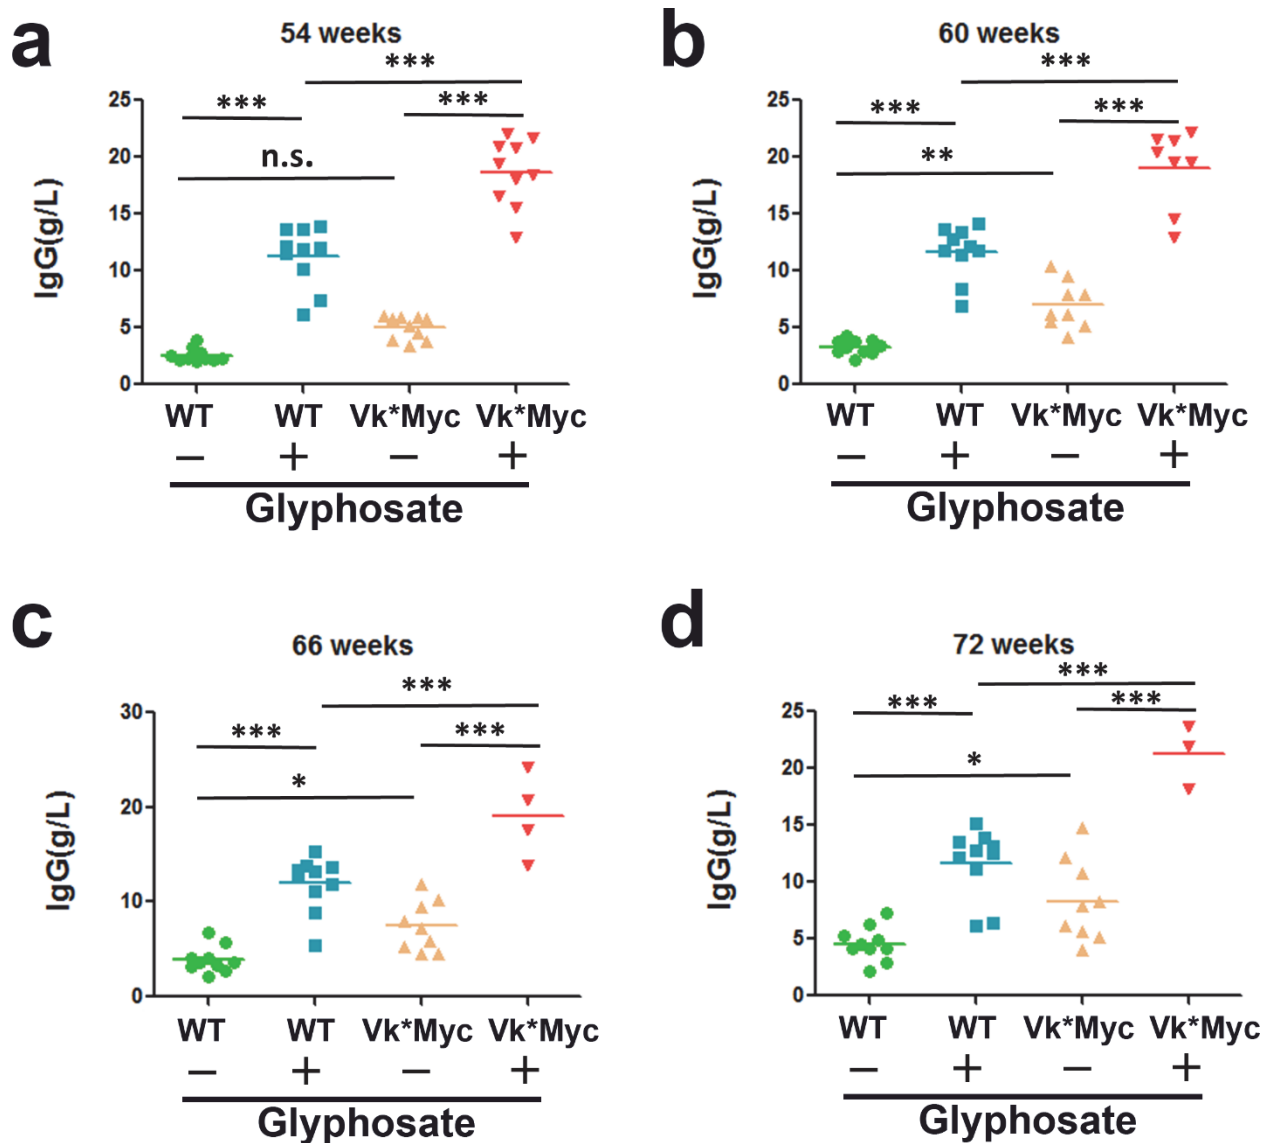 a
54 weeks
***
*** ***
n.s.
25
20
15
10
5
0
IgG(g/L)
WT WT Vk*Myc Vk*Myc
− + − +
Glyphosate
b
60 weeks
***
*** ***
**
25
20
15
10
5
0
IgG(g/L)
WT WT Vk*Myc Vk*Myc
− + − +
Glyphosate
c
66 weeks
***
*** ***
*
30
20
10
0
IgG(g/L)
WT WT Vk*Myc Vk*Myc
− + − +
Glyphosate
d
72 weeks
***
*** ***
*
25
20
15
10
5
0
IgG(g/L)
WT WT Vk*Myc Vk*Myc
− + − +
Glyphosate